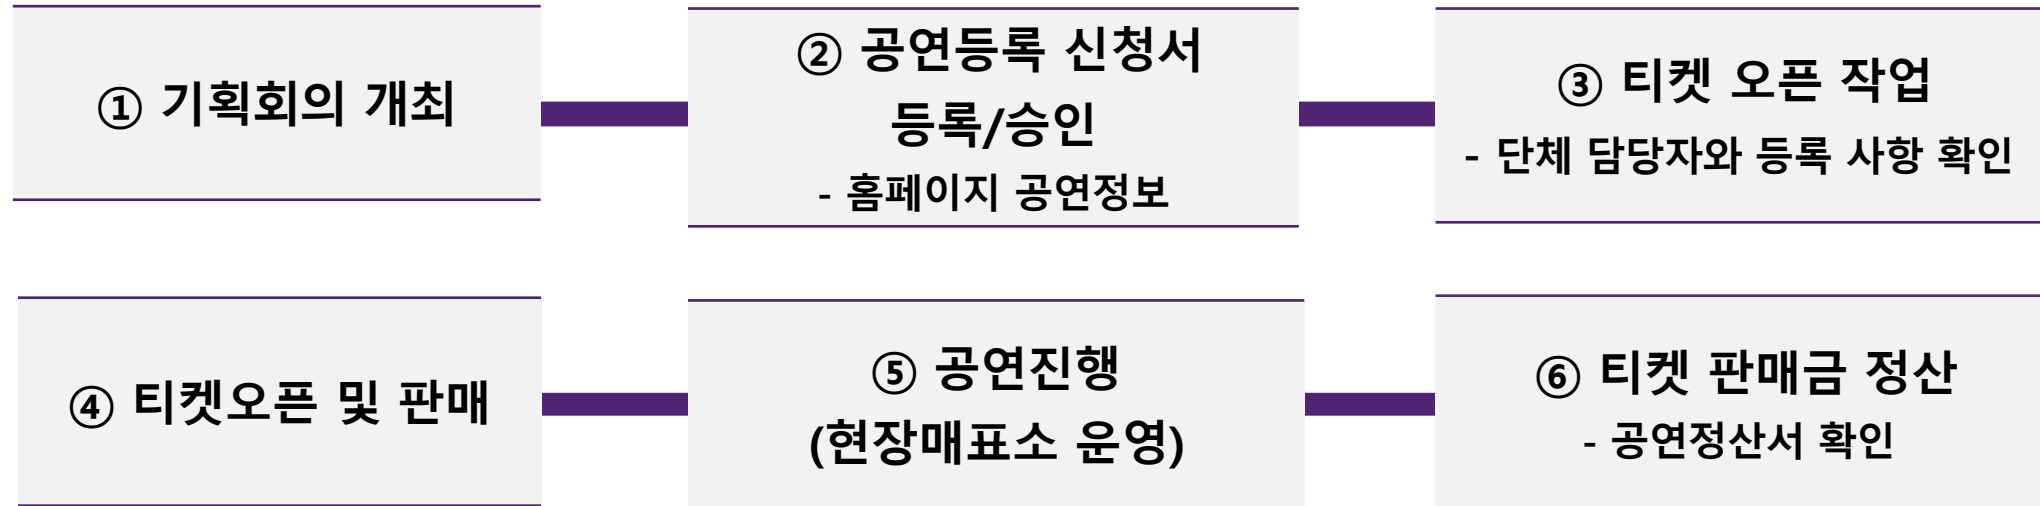 ① 기획회의 개최
② 공연등록 신청서
등록/승인
- 홈페이지 공연정보
③ 티켓 오픈 작업
- 단체 담당자와 등록 사항 확인
④ 티켓오픈 및 판매
⑤ 공연진행
(현장매표소 운영)
⑥ 티켓 판매금 정산
- 공연정산서 확인